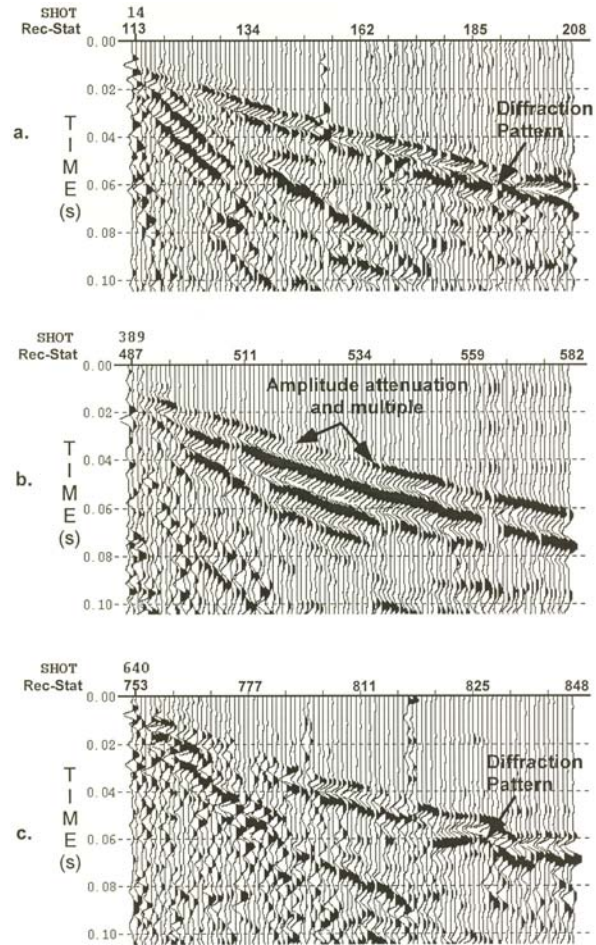 SHOT 14
Rec-Stat 113 134 162 185 208
0.00
0.02
0.04
0.06
0.08
0.10
a.
T
I
M
E
(s)
Diffraction
Pattern
SHOT 389
Rec-Stat 487 511 534 559 582
0.00
0.02
0.04
0.06
0.08
0.10
b.
T
I
M
E
(s)
Amplitude attenuation
and multiple
SHOT 640
Rec-Stat 753 777 811 825 848
0.00
0.02
0.04
0.06
0.08
0.10
c.
T
I
M
E
(s)
Diffraction
Pattern